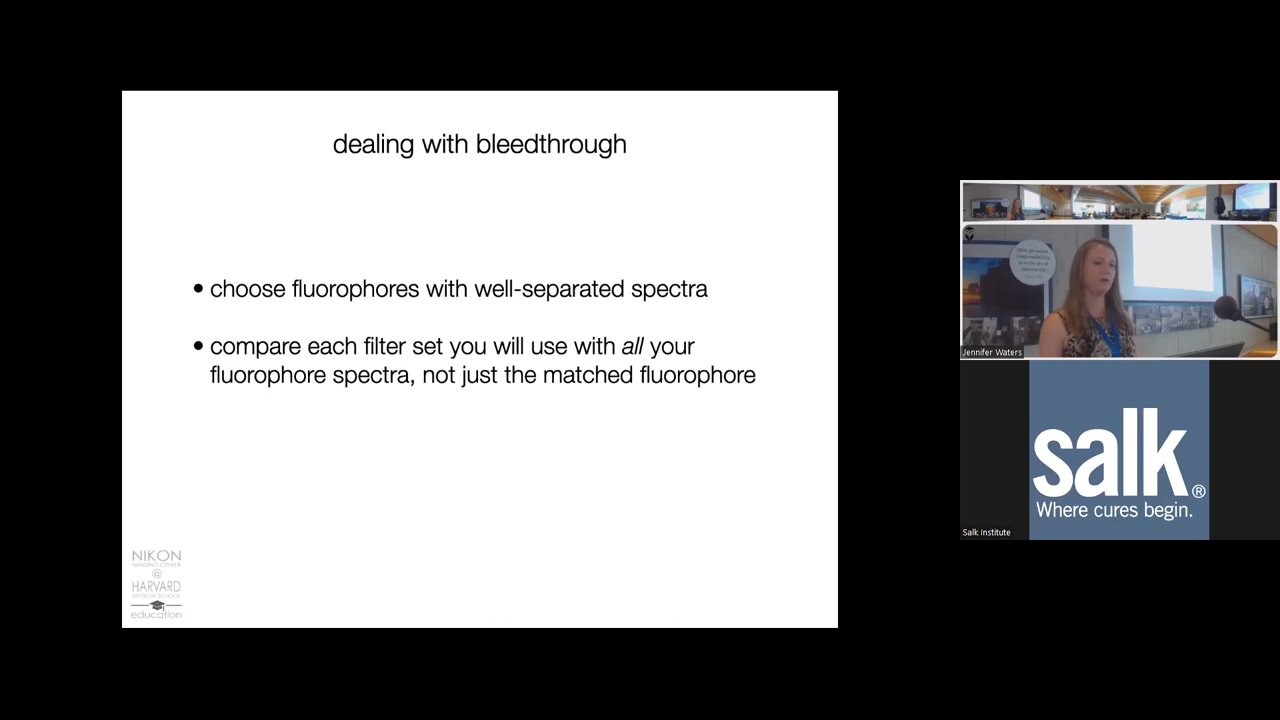 dealing with bleedthrough
• choose fluorophores with well-separated spectra
• compare each filter set you will use with all your
fluorophore spectra, not just the matched fluorophore
NIKON
IMAGING CENTER
@
HARVARD
MEDICAL SCHOOL
education
Jennifer Waters
salk®
Where cures begin.
Salk Institute